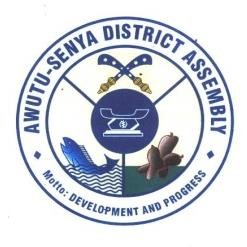 AWUTU-SENYA DISTRICT ASSEMBLY
Motto: DEVELOPMENT AND PROGRESS